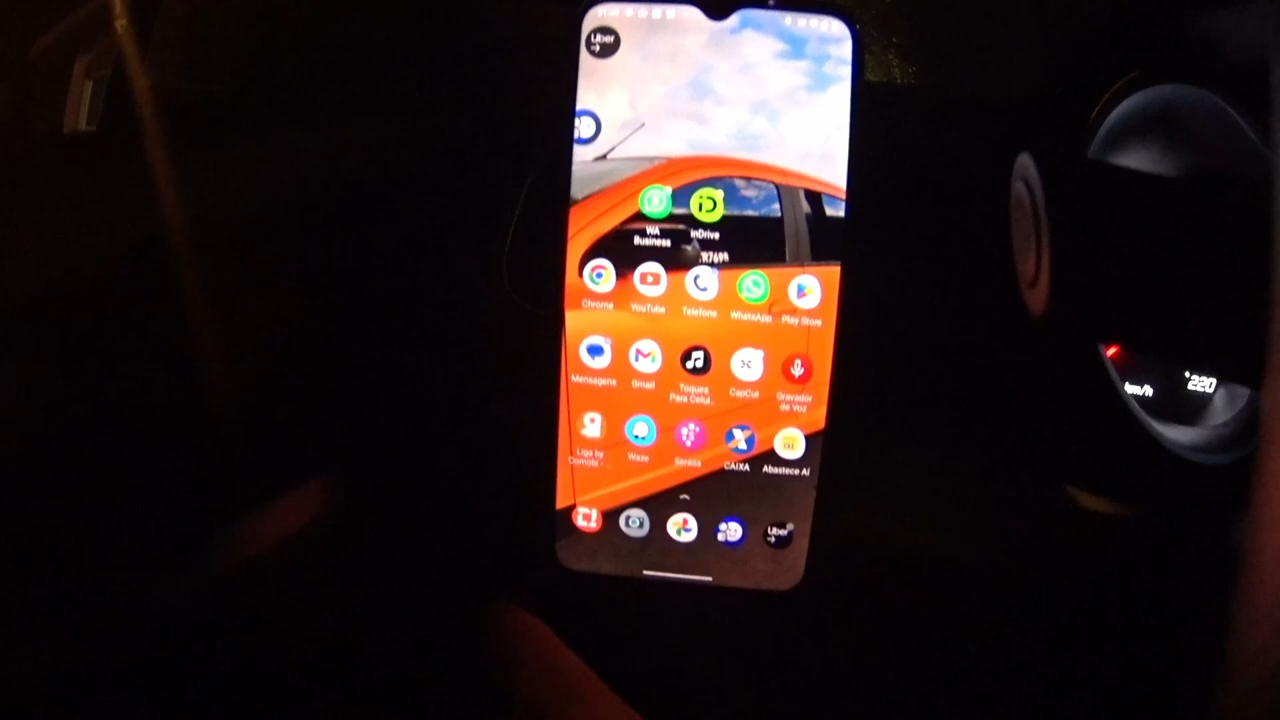 Uber
WA
Business
inDrive
Chrome
YouTube
Telefone
WhatsApp
Play Store
Mensagens
Gmail
Toques
Para Celul...
CapCut
Gravador
de Voz
Liga by
Waze
Serasa
CAIXA
Abastece Aí
Uber
km/h
220